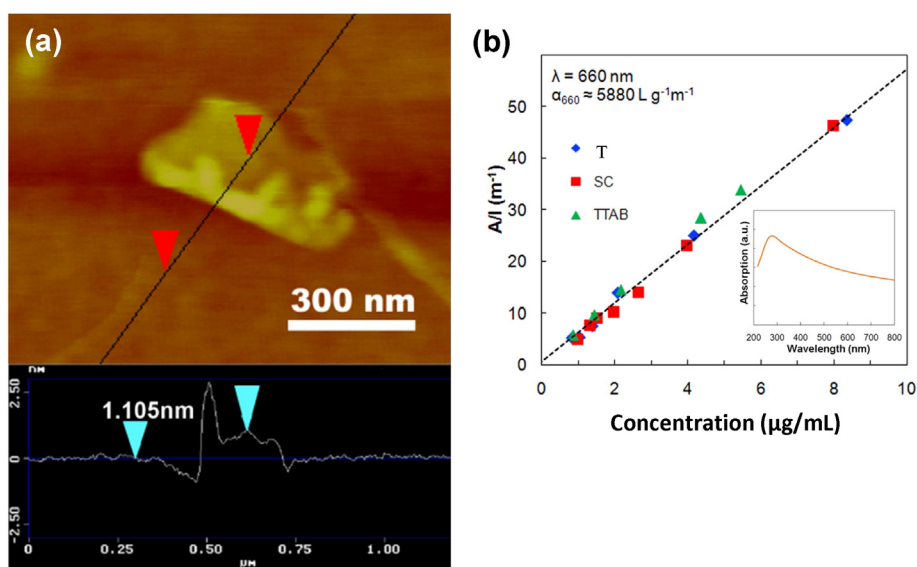 (a)
300 nm
nm
2.50
0
-2.50
1.105nm
0
0.25
0.50
0.75
1.00
μm
(b)
λ = 660 nm
α₆₆₀ ≈ 5880 L g⁻¹m⁻¹
T
SC
TTAB
A/I (m⁻¹)
50
40
30
20
10
0
0
2
4
6
8
10
Concentration (µg/mL)
Absorption (a.u.)
200 300 400 500 600 700 800
Wavelength (nm)